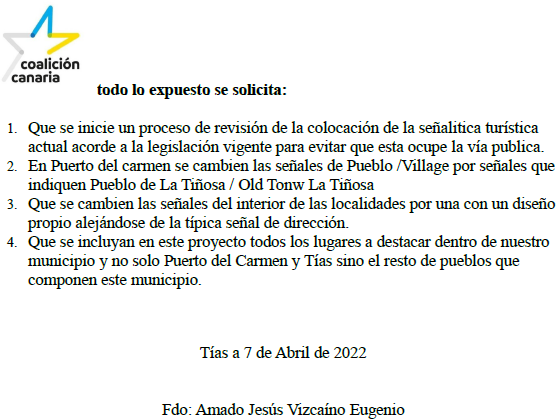 coalición
canaria
todo lo expuesto se solicita:
1. Que se inicie un proceso de revisión de la colocación de la señalitica turística
actual acorde a la legislación vigente para evitar que esta ocupe la vía publica.
2. En Puerto del carmen se cambien las señales de Pueblo /Village por señales que
indiquen Pueblo de La Tiñosa / Old Tonw La Tiñosa
3. Que se cambien las señales del interior de las localidades por una con un diseño
propio alejándose de la típica señal de dirección.
4. Que se incluyan en este proyecto todos los lugares a destacar dentro de nuestro
municipio y no solo Puerto del Carmen y Tías sino el resto de pueblos que
componen este municipio.
Tías a 7 de Abril de 2022
Fdo: Amado Jesús Vizcaíno Eugenio